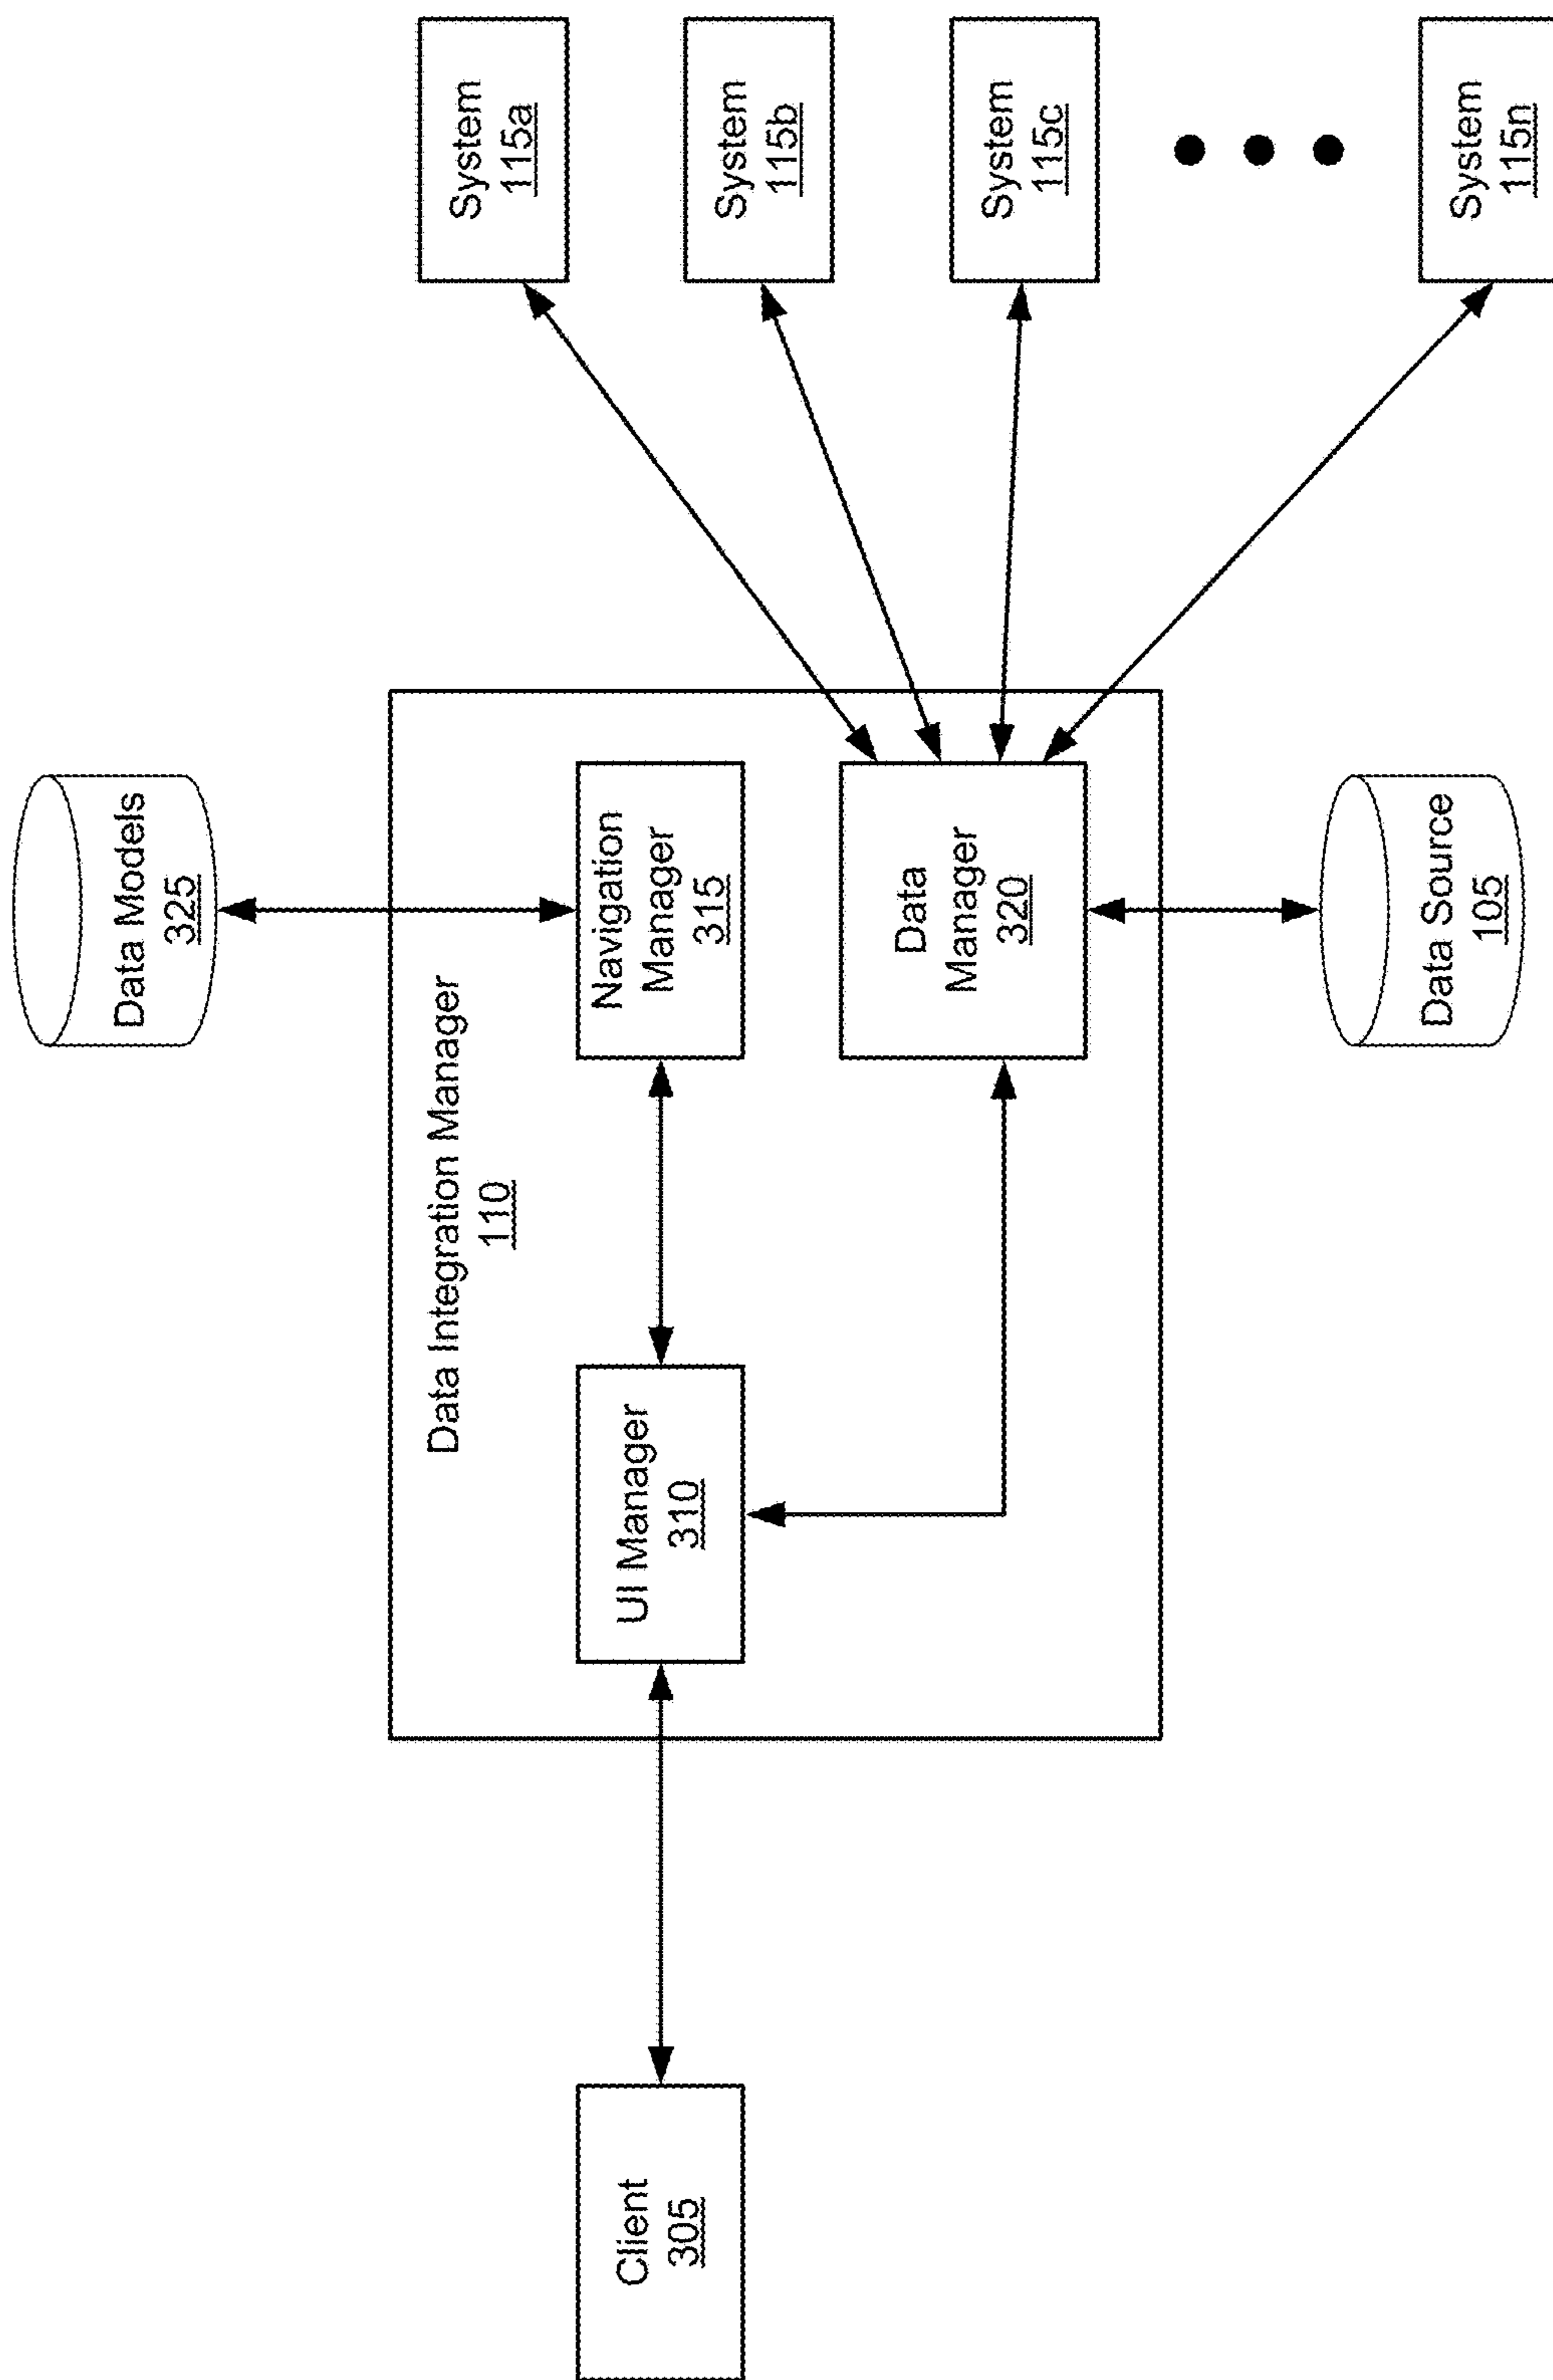 Client
305
Data Integration Manager
110
UI Manager
310
Navigation
Manager
315
Data
Manager
320
Data Models
325
Data Source
105
System
115a
System
115b
System
115c
System
115n